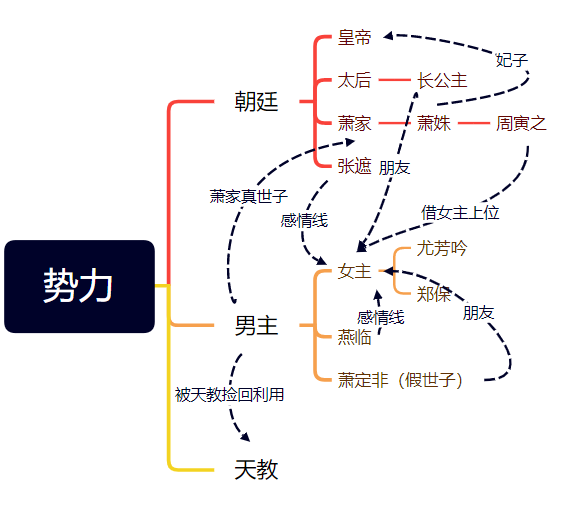 势力
朝廷
皇帝
妃子
太后
长公主
萧家
萧姝
周寅之
张遮
朋友
萧家真世子
感情线
借女主上位
男主
女主
尤芳吟
郑保
朋友
感情线
燕临
萧定非（假世子）
被天教捡回利用
天教